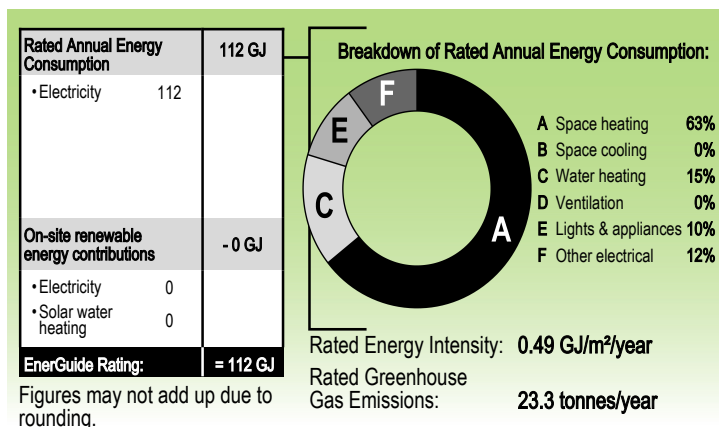 Rated Annual Energy
Consumption
112 GJ
• Electricity 112
On-site renewable
energy contributions
- 0 GJ
• Electricity 0
• Solar water
heating 0
EnerGuide Rating: = 112 GJ
Figures may not add up due to
rounding.
Breakdown of Rated Annual Energy Consumption:
F
E
C
A
A Space heating 63%
B Space cooling 0%
C Water heating 15%
D Ventilation 0%
E Lights & appliances 10%
F Other electrical 12%
Rated Energy Intensity: 0.49 GJ/m²/year
Rated Greenhouse
Gas Emissions: 23.3 tonnes/year